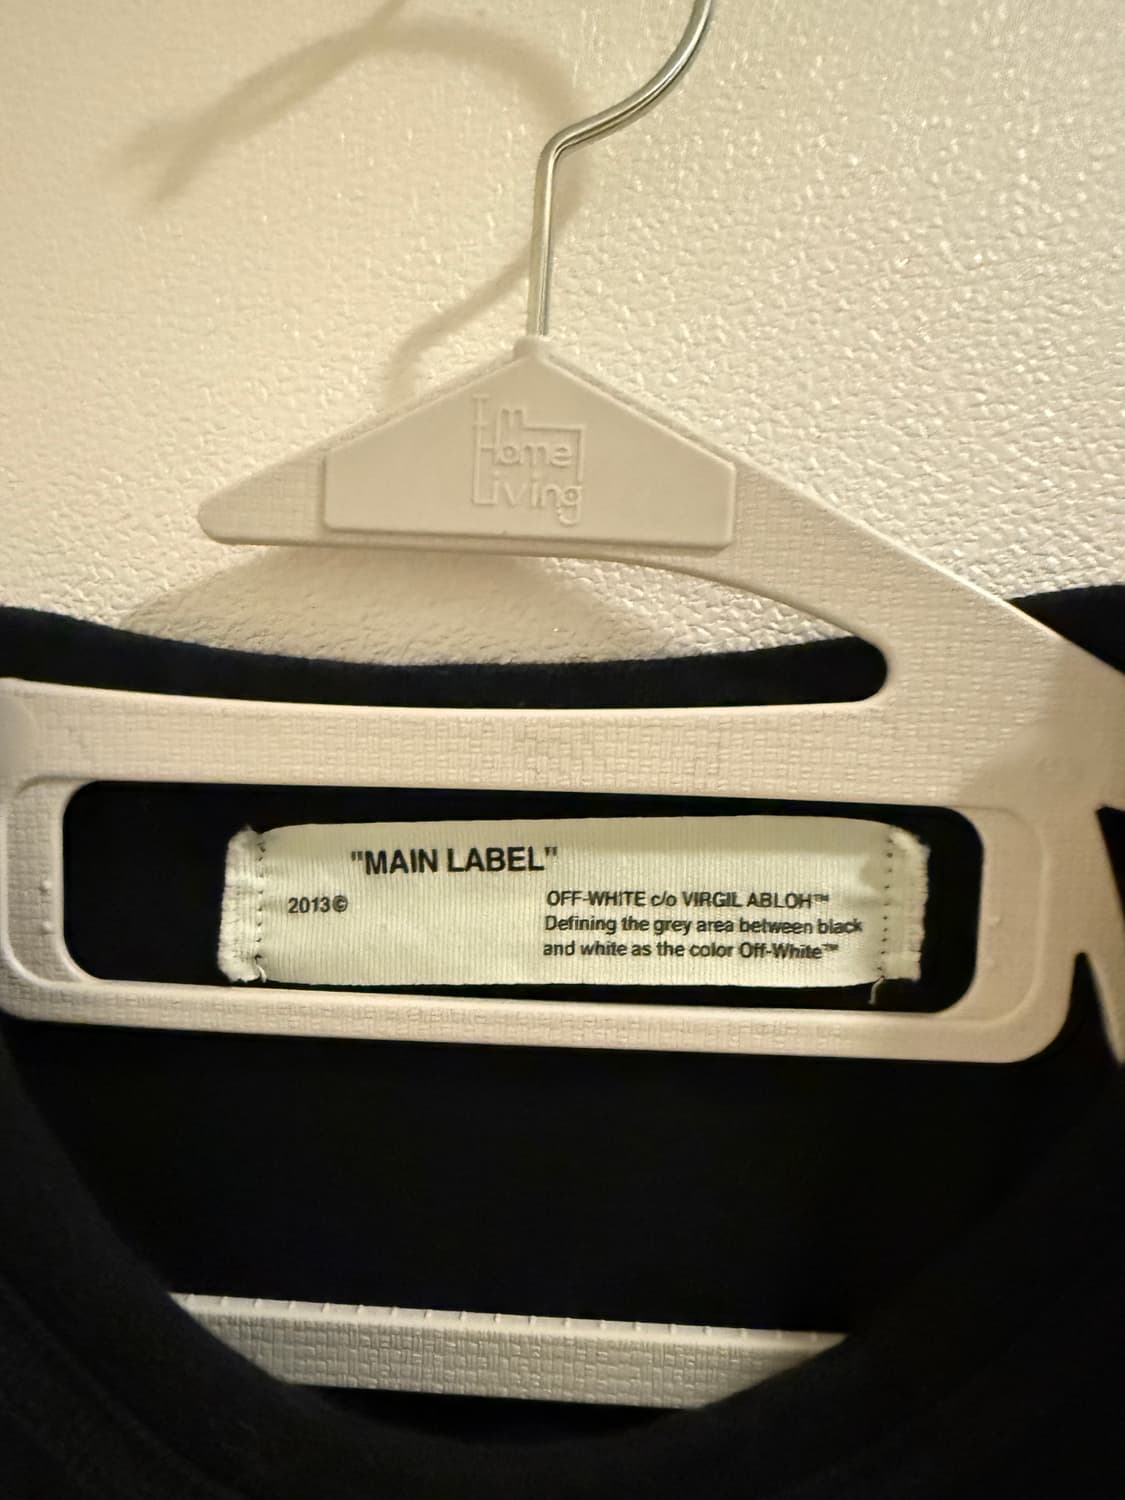 I'm
Home
Living
"MAIN LABEL"
2013©
OFF-WHITE c/o VIRGIL ABLOH™
Defining the grey area between black
and white as the color Off-White™